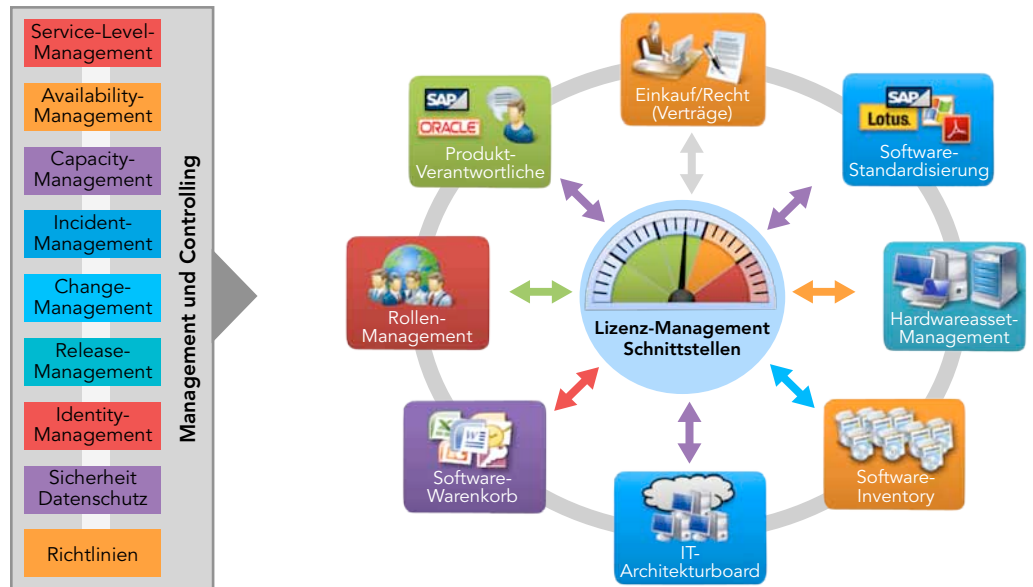 Service-Level-
Management
Availability-
Management
Capacity-
Management
Incident-
Management
Change-
Management
Release-
Management
Identity-
Management
Sicherheit
Datenschutz
Richtlinien
Management und Controlling
Einkauf/Recht
(Verträge)
SAP
Lotus.
Software-
Standardisierung
Hardwareasset-
Management
Software-
Inventory
IT-
Architekturboard
Software-
Warenkorb
Rollen-
Management
SAP
ORACLE
Produkt-
Verantwortliche
Lizenz-Management
Schnittstellen